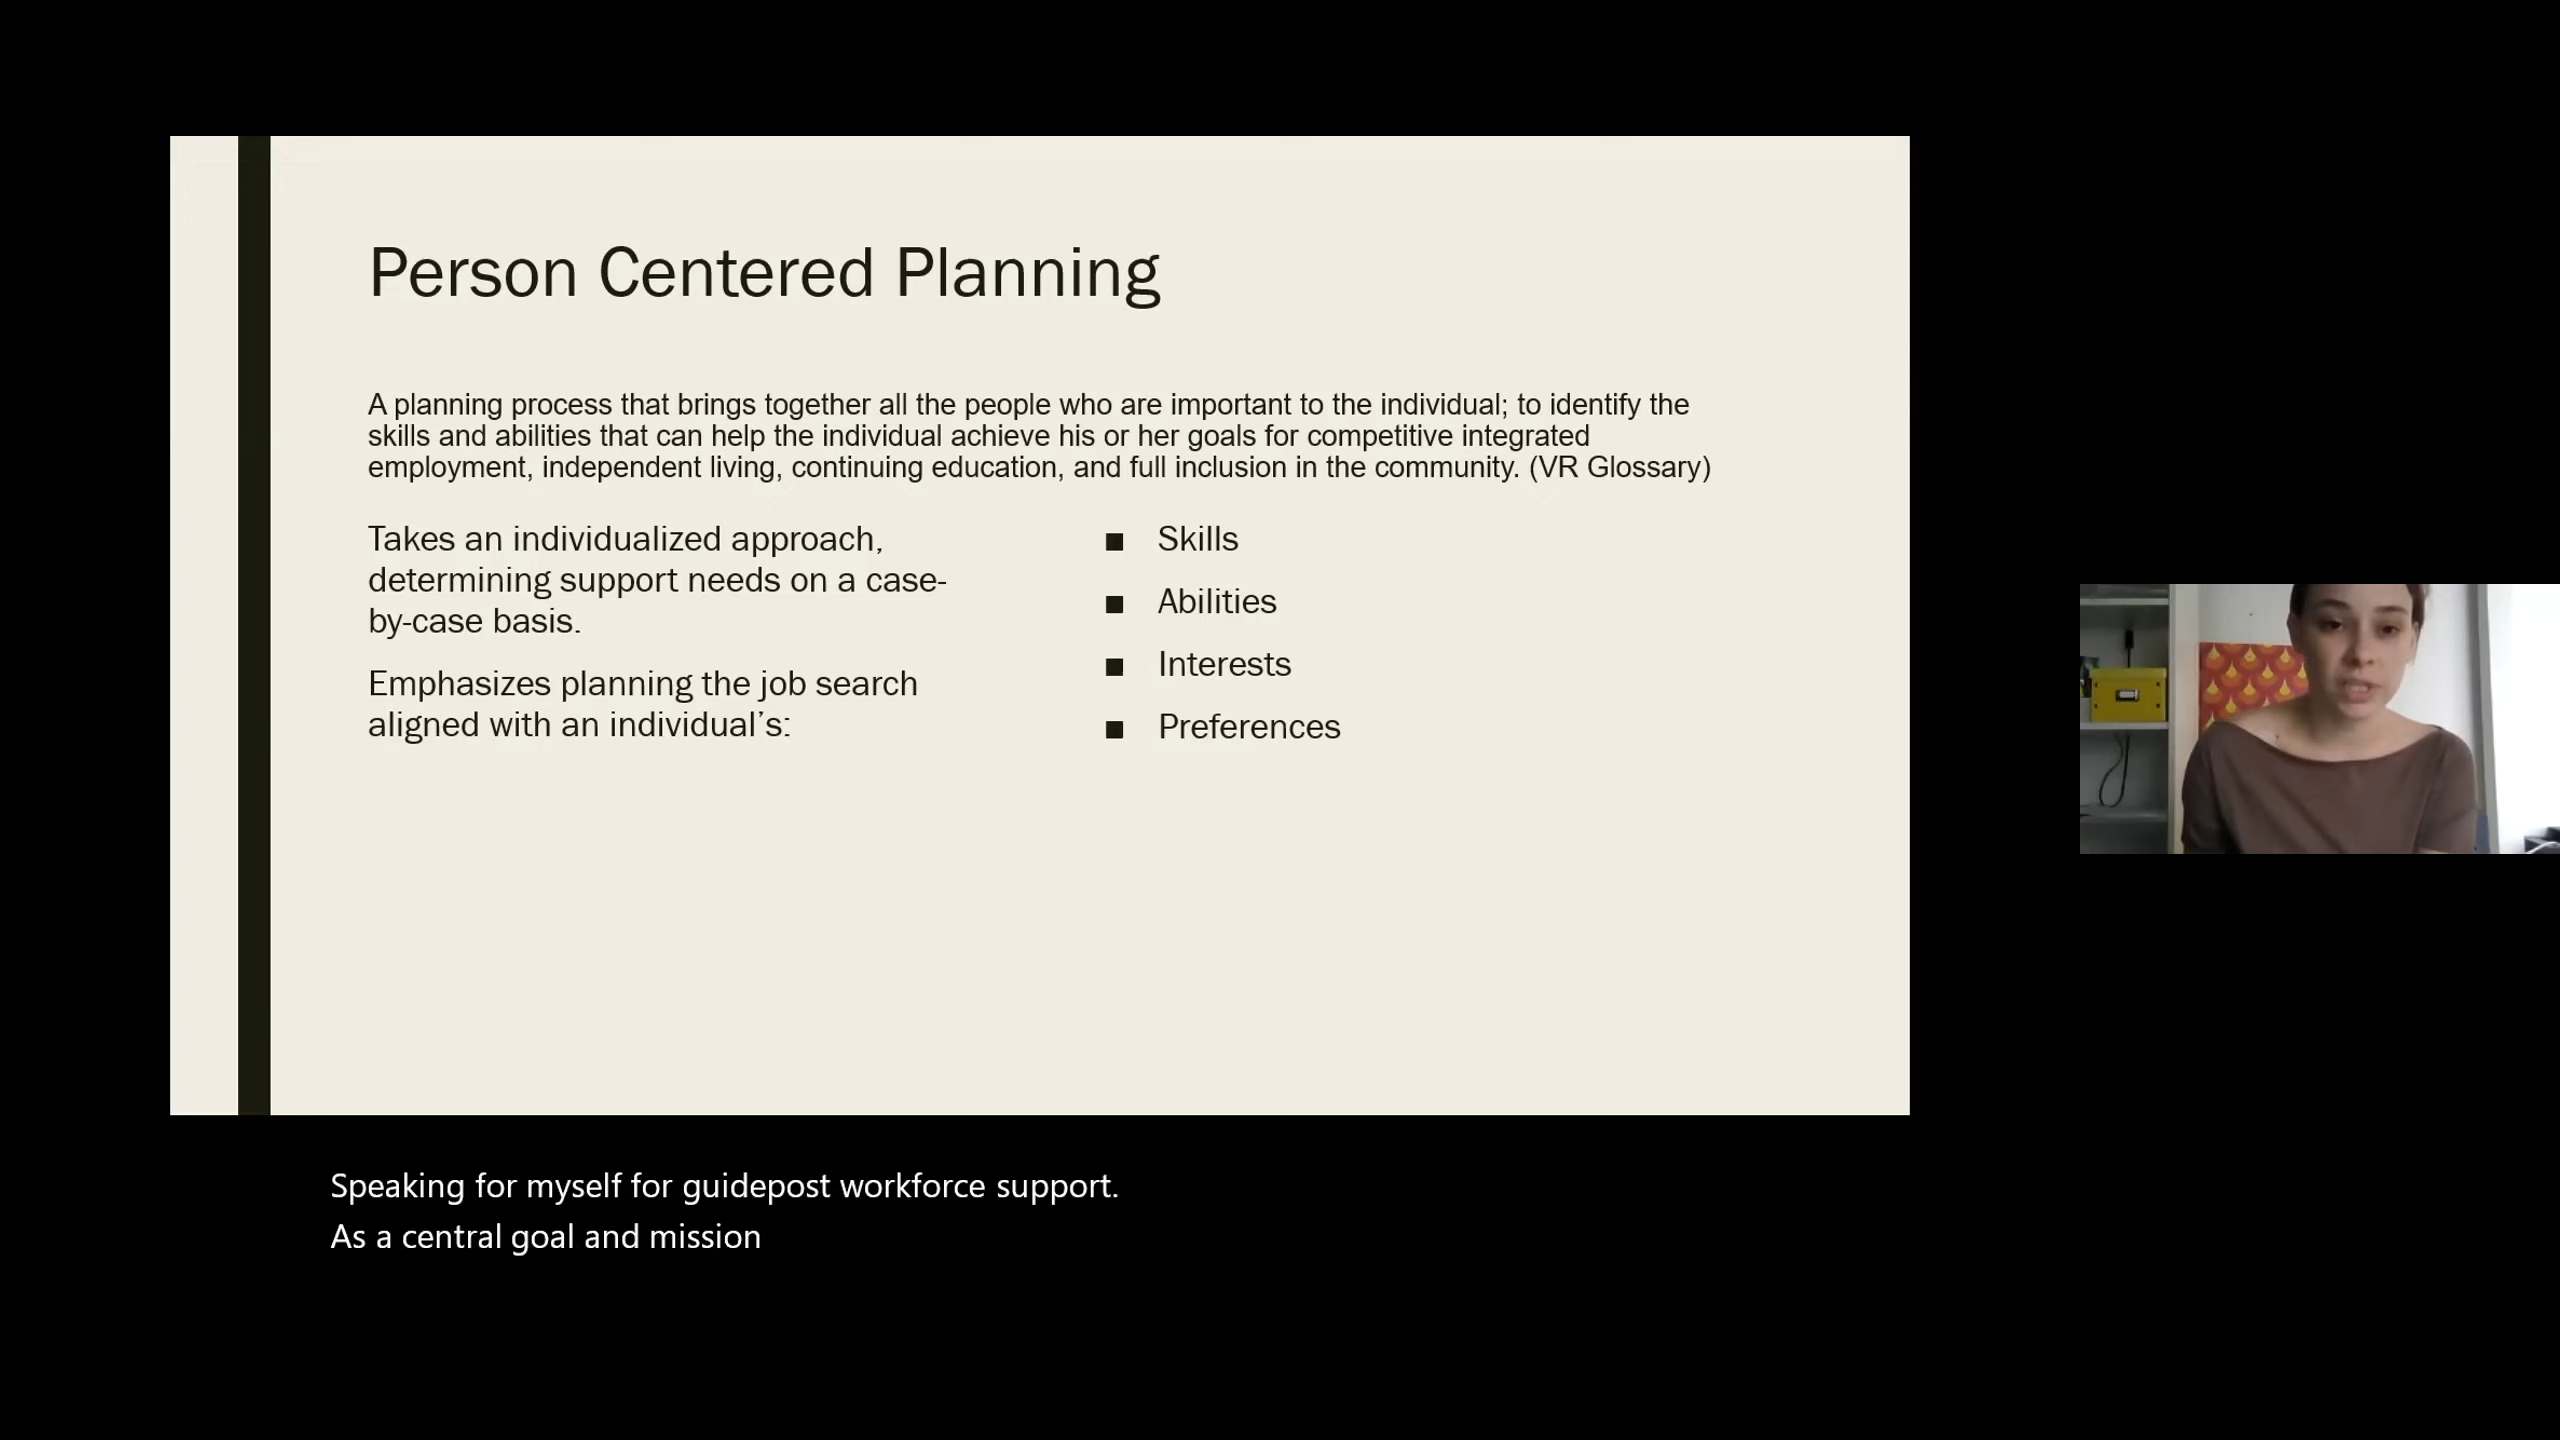 Person Centered Planning
A planning process that brings together all the people who are important to the individual; to identify the
skills and abilities that can help the individual achieve his or her goals for competitive integrated
employment, independent living, continuing education, and full inclusion in the community. (VR Glossary)
Takes an individualized approach,
determining support needs on a case-
by-case basis.
Emphasizes planning the job search
aligned with an individual’s:
■ Skills
■ Abilities
■ Interests
■ Preferences
Speaking for myself for guidepost workforce support.
As a central goal and mission